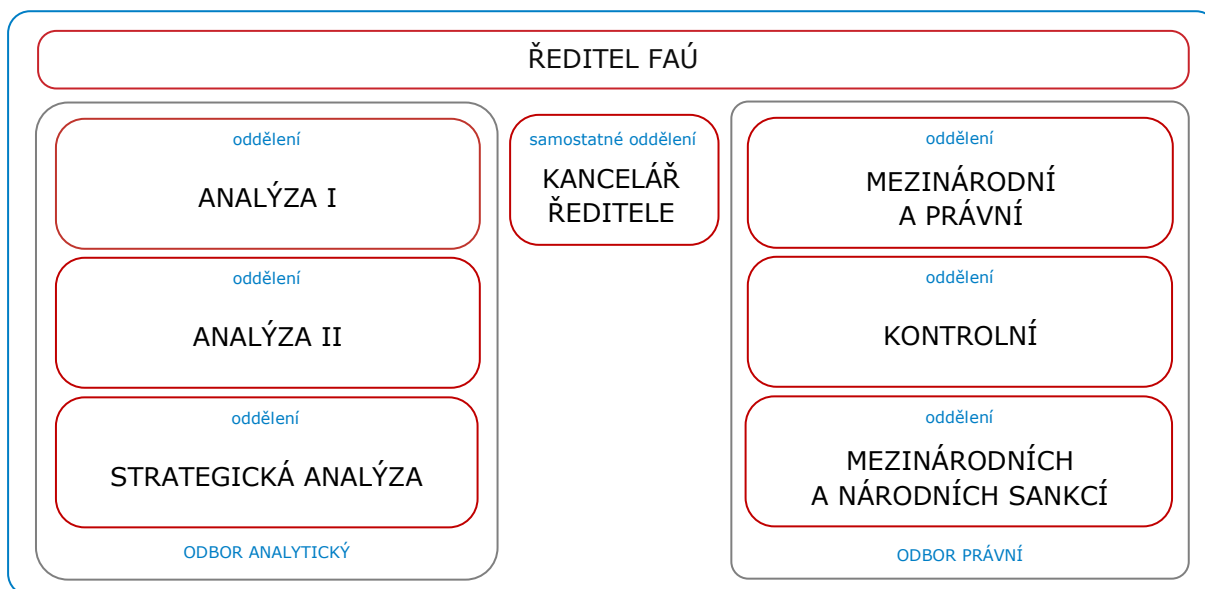 ŘEDITEL FAÚ
oddělení
ANALÝZA I
oddělení
ANALÝZA II
oddělení
STRATEGICKÁ ANALÝZA
ODBOR ANALYTICKÝ
samostatné oddělení
KANCELÁŘ
ŘEDITELE
oddělení
MEZINÁRODNÍ
A PRÁVNÍ
oddělení
KONTROLNÍ
oddělení
MEZINÁRODNÍCH
A NÁRODNÍCH SANKCÍ
ODBOR PRÁVNÍ